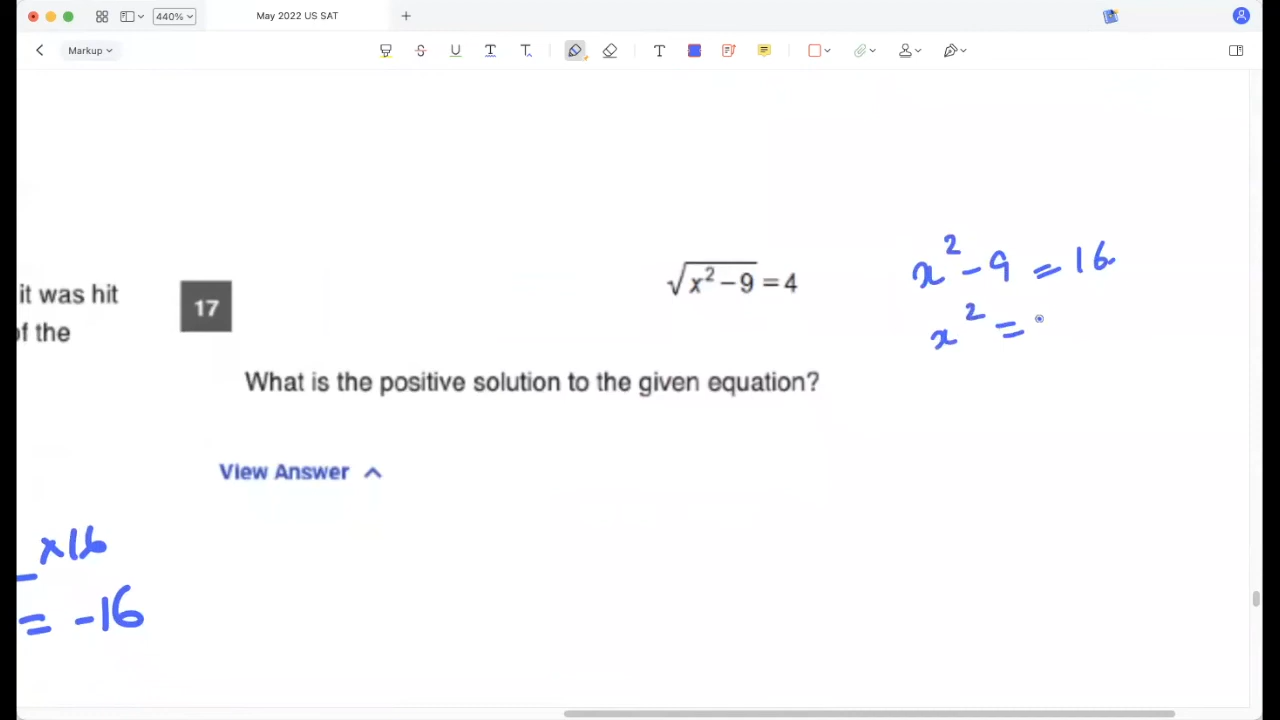 440%
May 2022 US SAT
+
Markup
S U T T T
it was hit
of the
17
√x² – 9 = 4
What is the positive solution to the given equation?
View Answer
x² - 9 = 16
x² =
x16
= -16